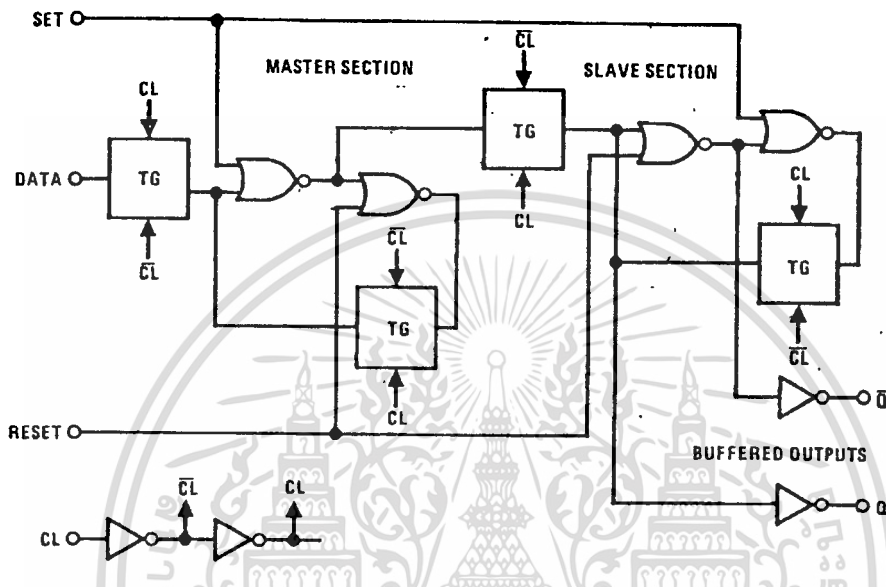 SET
MASTER SECTION
SLAVE SECTION
CL
TG
CL̅
DATA
CL̅
TG
CL
CL̅
TG
CL
CL
TG
CL̅
Q̅
RESET
BUFFERED OUTPUTS
Q
CL
CL̅
CL